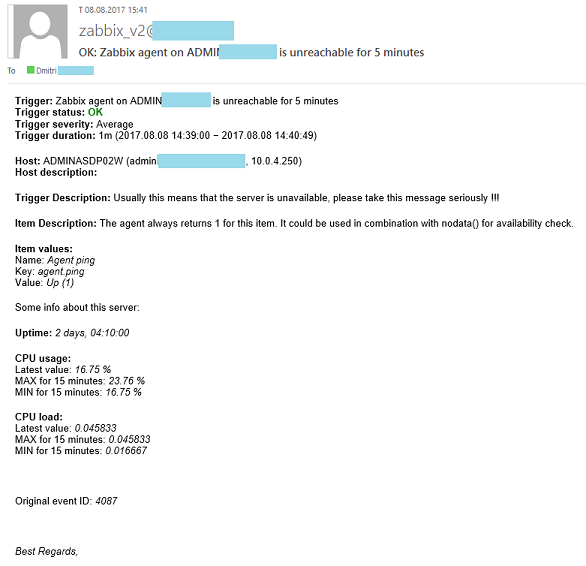 T 08.08.2017 15:41
zabbix_v2@
OK: Zabbix agent on ADMIN is unreachable for 5 minutes
To Dmitri
Trigger: Zabbix agent on ADMIN is unreachable for 5 minutes
Trigger status: OK
Trigger severity: Average
Trigger duration: 1m (2017.08.08 14:39:00 – 2017.08.08 14:40:49)
Host: ADMINASDP02W (admin. , 10.0.4.250)
Host description:
Trigger Description: Usually this means that the server is unavailable, please take this message seriously !!!
Item Description: The agent always returns 1 for this item. It could be used in combination with nodata() for availability check.
Item values:
Name: Agent ping
Key: agent.ping
Value: Up (1)
Some info about this server:
Uptime: 2 days, 04:10:00
CPU usage:
Latest value: 16.75 %
MAX for 15 minutes: 23.76 %
MIN for 15 minutes: 16.75 %
CPU load:
Latest value: 0.045833
MAX for 15 minutes: 0.045833
MIN for 15 minutes: 0.016667
Original event ID: 4087
Best Regards,